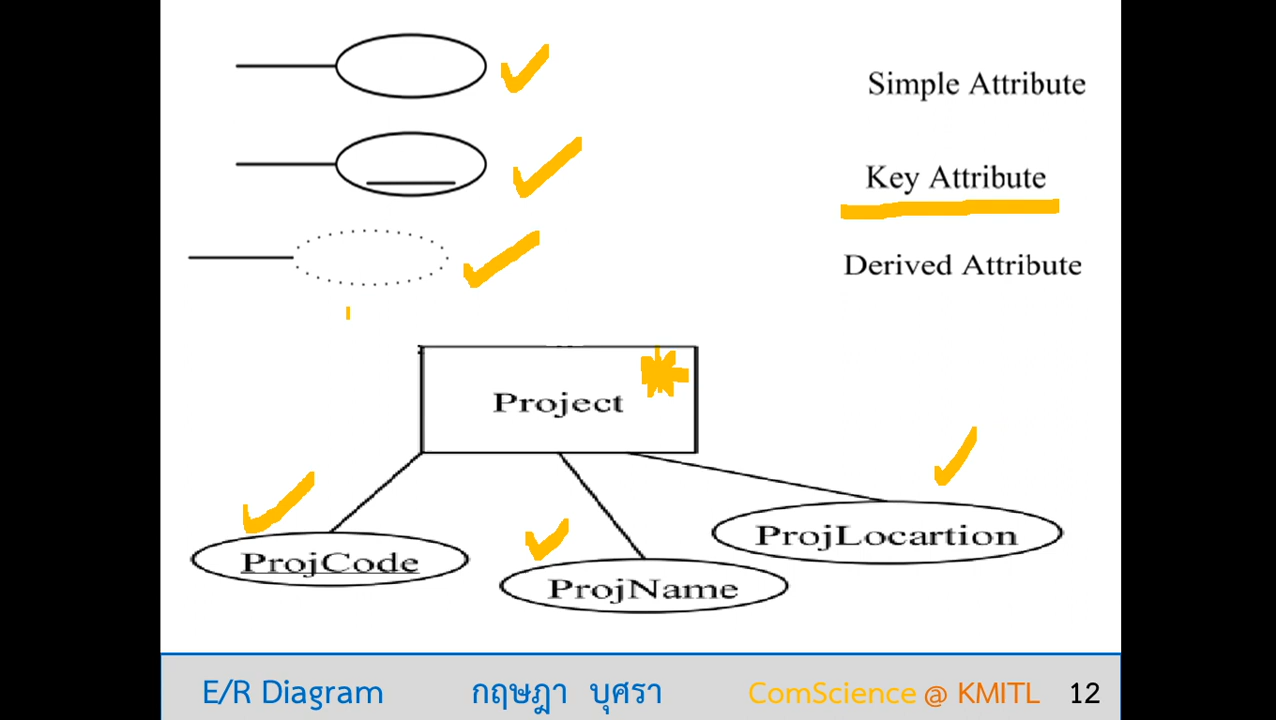 Simple Attribute
Key Attribute
Derived Attribute
Project
ProjCode
ProjName
ProjLocartion
E/R Diagram กฤษฎา บุศรา ComScience @ KMITL 12